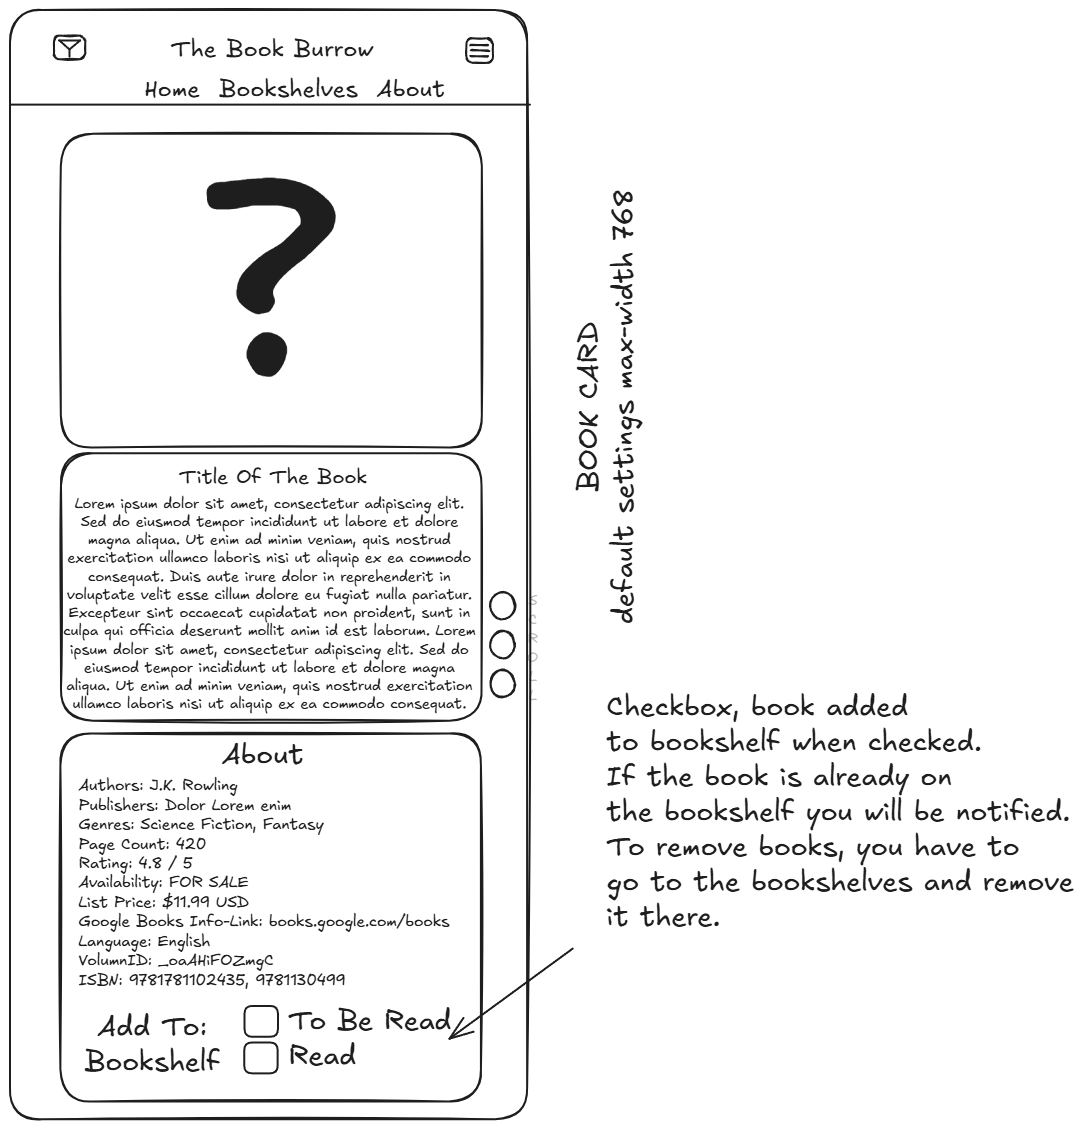 The Book Burrow
Home Bookshelves About
?
Title Of The Book
Lorem ipsum dolor sit amet, consectetur adipiscing elit.
Sed do eiusmod tempor incididunt ut labore et dolore
magna aliqua. Ut enim ad minim veniam, quis nostrud
exercitation ullamco laboris nisi ut aliquip ex ea commodo
consequat. Duis aute irure dolor in reprehenderit in
voluptate velit esse cillum dolore eu fugiat nulla pariatur.
Excepteur sint occaecat cupidatat non proident, sunt in
culpa qui officia deserunt mollit anim id est laborum. Lorem
ipsum dolor sit amet, consectetur adipiscing elit. Sed do
eiusmod tempor incididunt ut labore et dolore magna
aliqua. Ut enim ad minim veniam, quis nostrud exercitation
ullamco laboris nisi ut aliquip ex ea commodo consequat.
About
Authors: J.K. Rowling
Publishers: Dolor Lorem enim
Genres: Science Fiction, Fantasy
Page Count: 420
Rating: 4.8 / 5
Availability: FOR SALE
List Price: $11.99 USD
Google Books Info-Link: books.google.com/books
Language: English
VolumnID: _oaAHiFOZmgC
ISBN: 9781781102435, 9781130499
Add To:
Bookshelf
To Be Read
Read
SCROLL
BOOK CARD
default settings max-width 768
Checkbox, book added
to bookshelf when checked.
If the book is already on
the bookshelf you will be notified.
To remove books, you have to
go to the bookshelves and remove
it there.